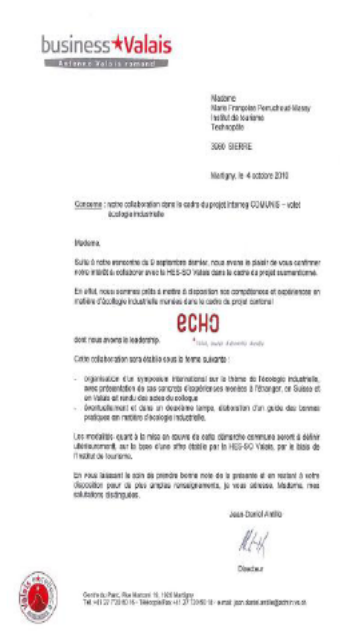 business★Valais
Antenne Valais romand
Madame
Marie Françoise Perruchoud-Massy
Institut de tourisme
Technopôle
3960 SIERRE
Martigny, le 4 octobre 2010
Concerne : notre collaboration dans le cadre du projet Interreg COMUNIS – volet
écologie industrielle
Madame,
Suite à notre rencontre du 9 septembre dernier, nous avons le plaisir de vous confirmer
notre intérêt à collaborer avec la HES-SO Valais dans le cadre du projet susmentionné.
En effet, nous sommes prêts à mettre à disposition nos compétences et expériences en
matière d'écologie industrielle menées dans le cadre du projet cantonal
ECHO
dont nous avons le leadership.
Cette collaboration sera établie sous la forme suivante :
- organisation d'un symposium international sur le thème de l'écologie industrielle,
avec présentation de cas concrets d'expériences menées à l'étranger, en Suisse et
en Valais et rendu des actes du colloque
- éventuellement et dans un deuxième temps, élaboration d'un guide des bonnes
pratiques en matière d'écologie industrielle.
Les modalités quant à la mise en œuvre de cette démarche commune seront à définir
ultérieurement, sur la base d'une offre établie par la HES-SO Valais, par le biais de
l'Institut de tourisme.
En vous laissant le soin de prendre bonne note de la présente et en restant à votre
disposition pour de plus amples renseignements, je vous adresse, Madame, mes
salutations distinguées.
Jean-Daniel Antille
Directeur
Valais
Centre du Parc, Rue Marconi 19, 1920 Martigny